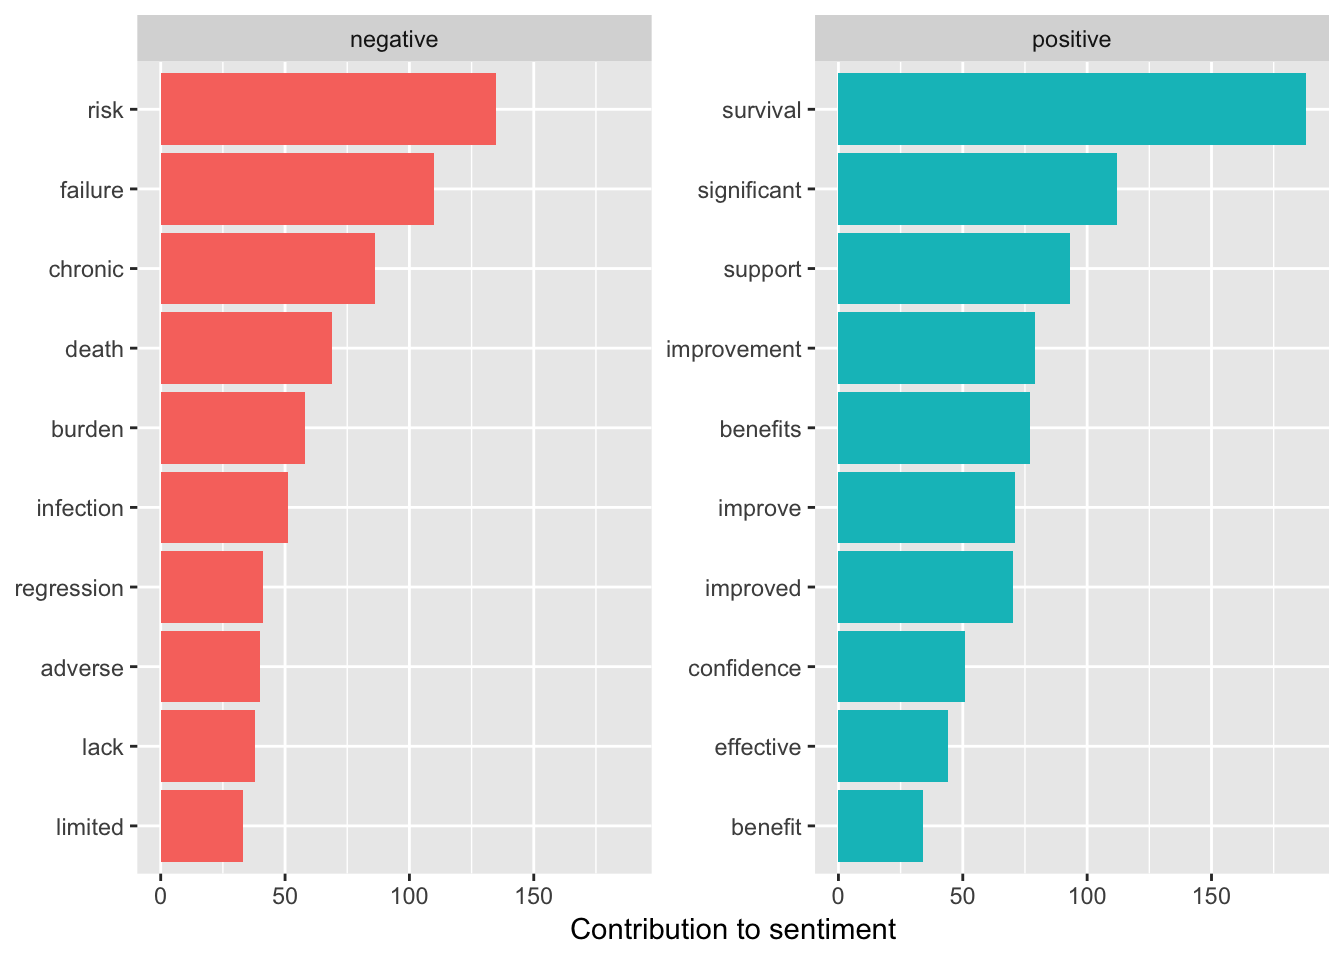 negative
risk
failure
chronic
death
burden
infection
regression
adverse
lack
limited
0 50 100 150
positive
survival
significant
support
improvement
benefits
improve
improved
confidence
effective
benefit
0 50 100 150
Contribution to sentiment